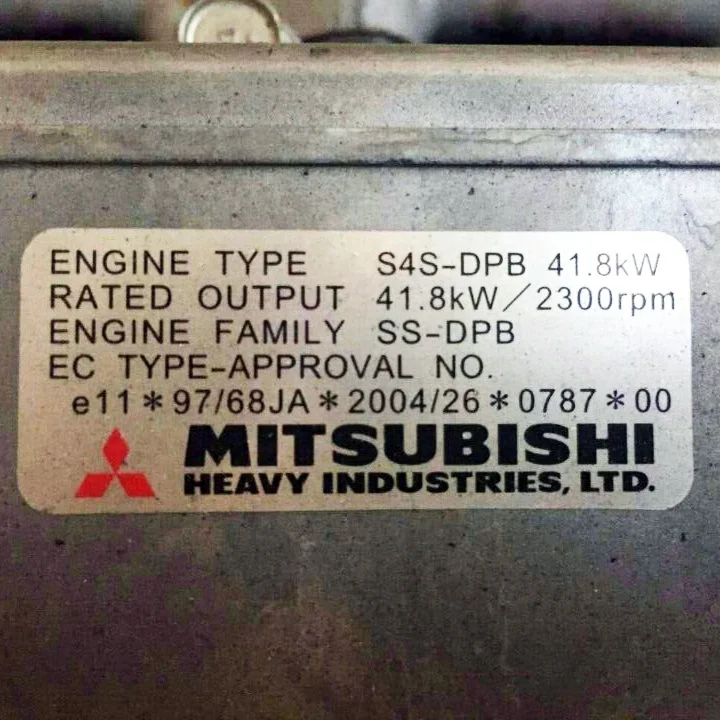 ENGINE TYPE S4S-DPB 41.8kW
RATED OUTPUT 41.8kW/2300rpm
ENGINE FAMILY SS-DPB
EC TYPE-APPROVAL NO.
e11*97/68JA*2004/26*0787*00
MITSUBISHI
HEAVY INDUSTRIES, LTD.